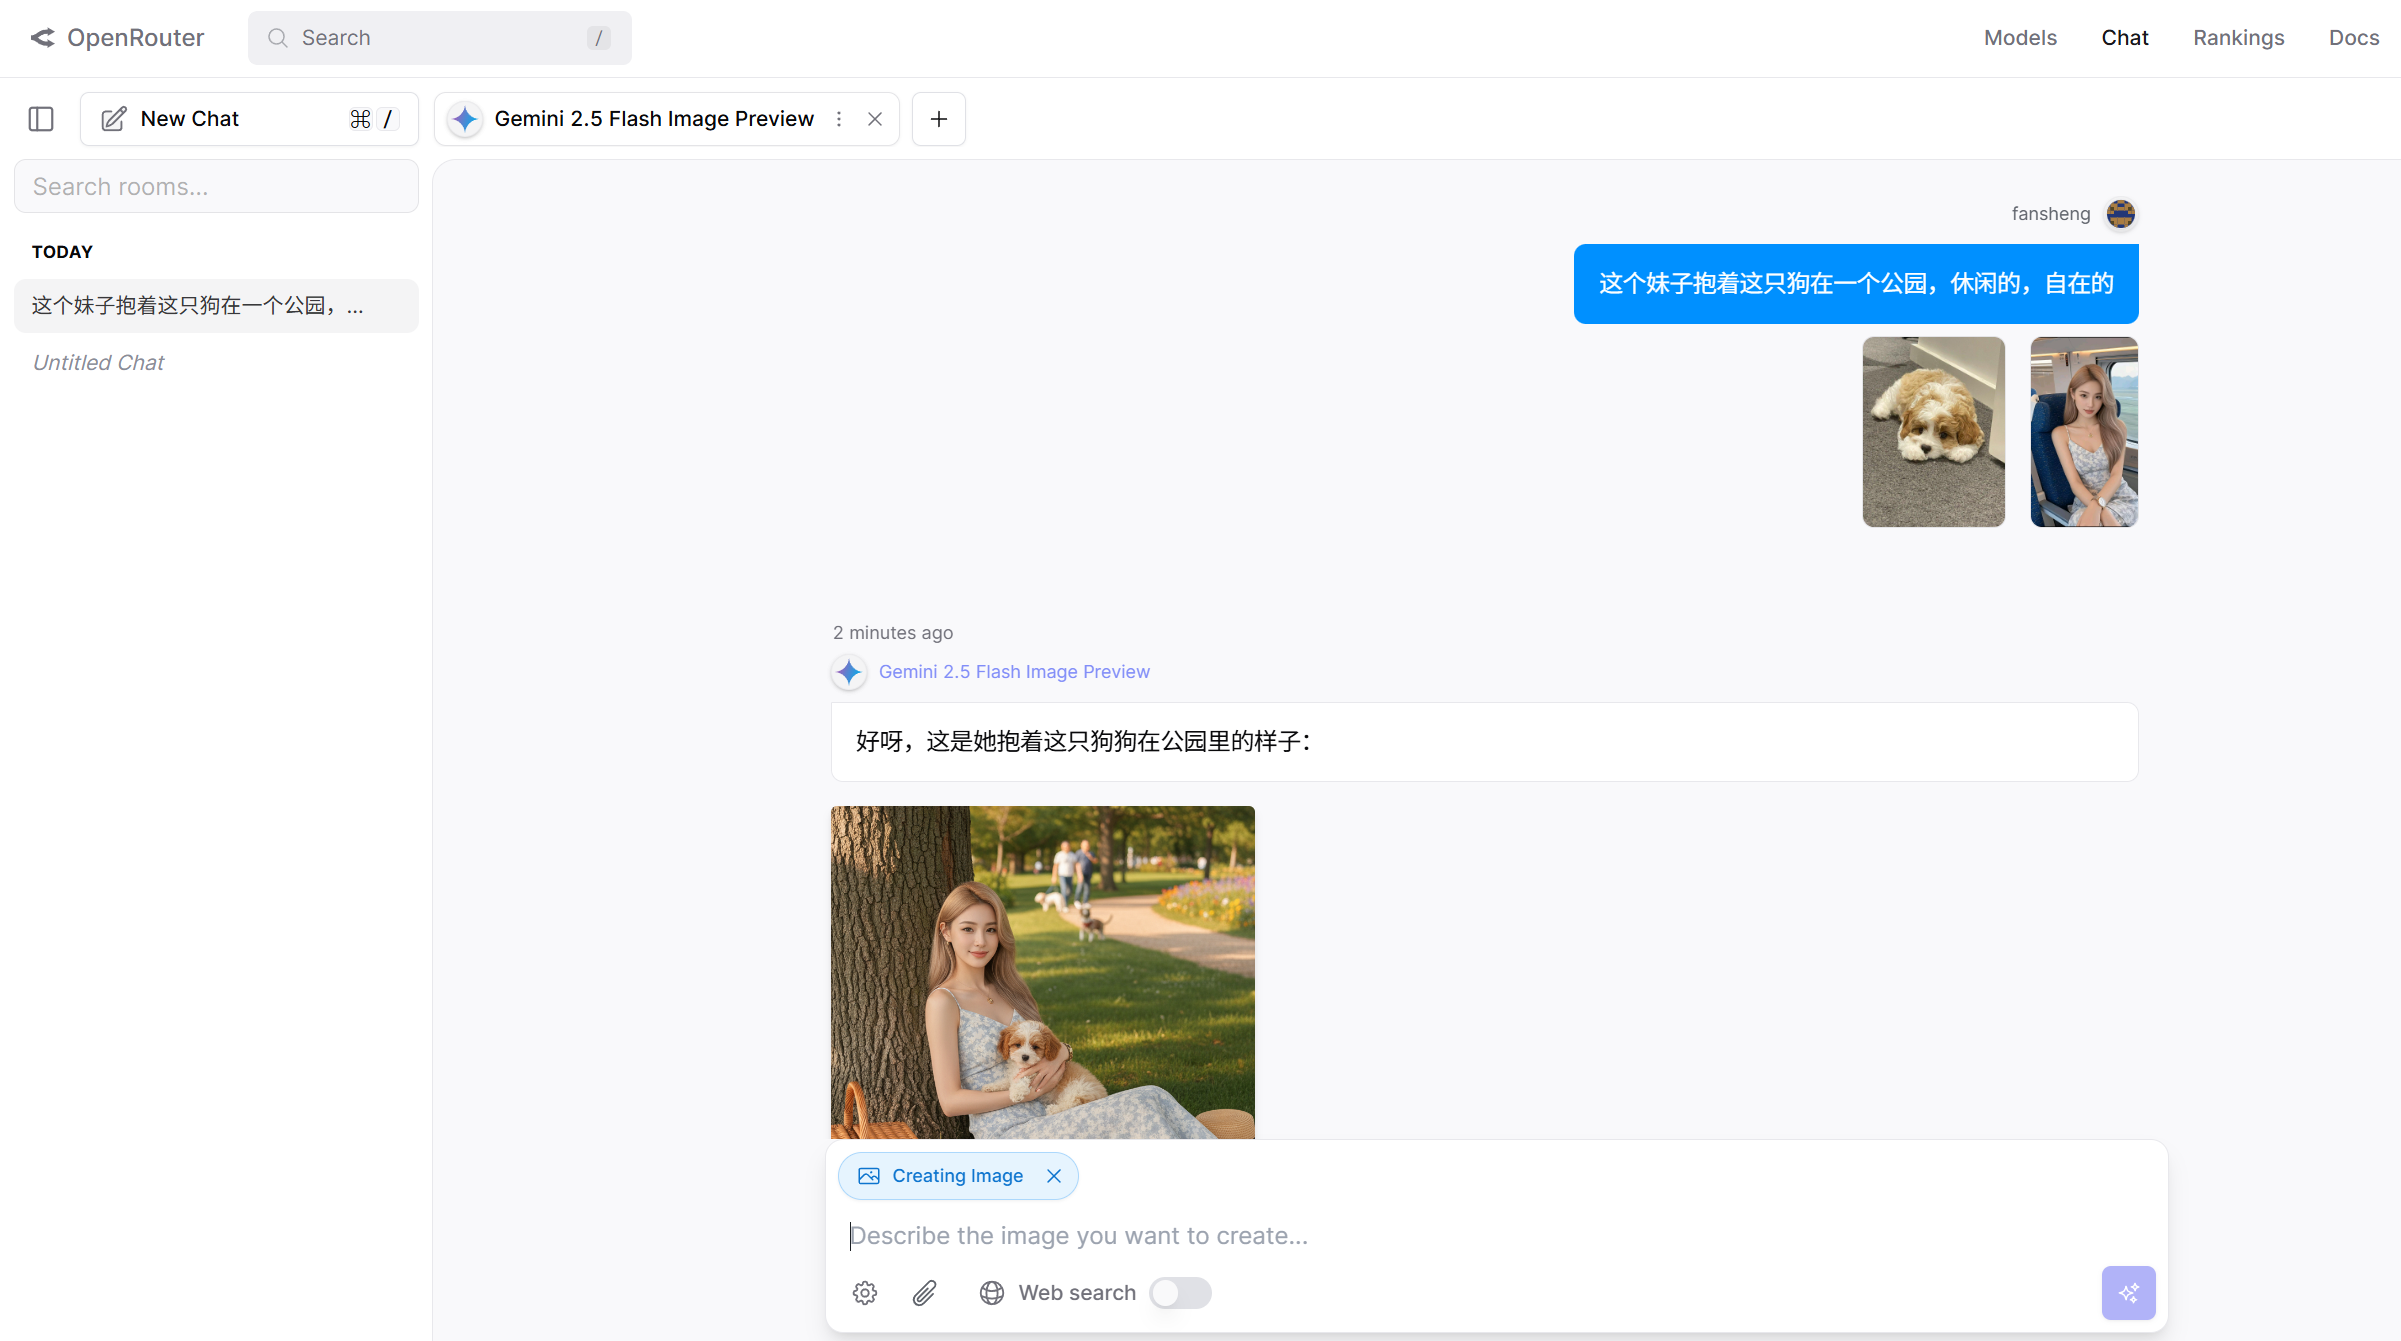 OpenRouter
Search
/
Models
Chat
Rankings
Docs
New Chat
⌘ /
Gemini 2.5 Flash Image Preview
Search rooms...
TODAY
这个妹子抱着这只狗在一个公园，...
Untitled Chat
fansheng
这个妹子抱着这只狗在一个公园，休闲的，自在的
2 minutes ago
Gemini 2.5 Flash Image Preview
好呀，这是她抱着这只狗狗在公园里的样子：
Creating Image
Describe the image you want to create...
Web search